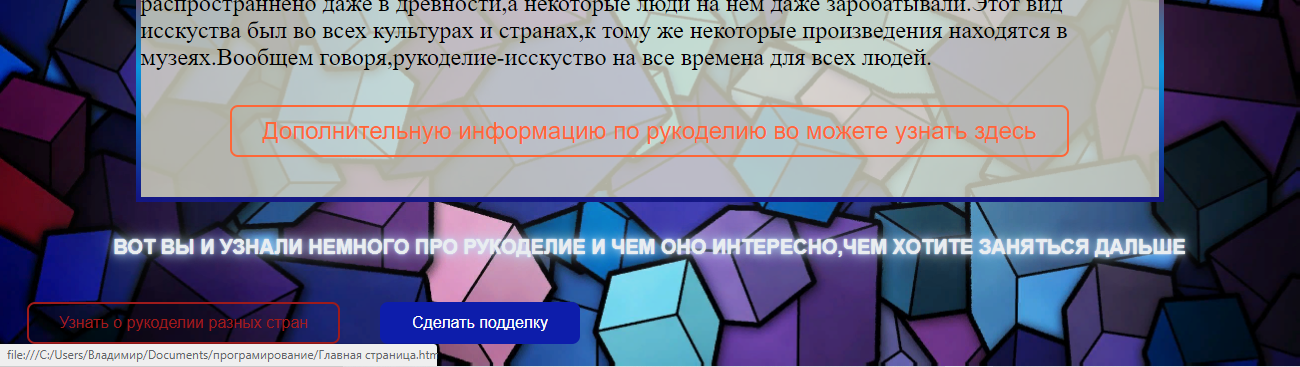 распространнено даже в древности,а некоторые люди на нем даже заробатывали.Этот вид
исскуства был во всех культурах и странах,к тому же некоторые произведения находятся в
музеях.Вообщем говоря,рукоделие-исскуство на все времена для всех людей.
Дополнительную информацию по рукоделию во можете узнать здесь
ВОТ ВЫ И УЗНАЛИ НЕМНОГО ПРО РУКОДЕЛИЕ И ЧЕМ ОНО ИНТЕРЕСНО,ЧЕМ ХОТИТЕ ЗАНЯТЬСЯ ДАЛЬШЕ
Узнать о рукоделии разных стран
Сделать подделку
file:///C:/Users/Владимир/Documents/програмирование/Главная страница.htm